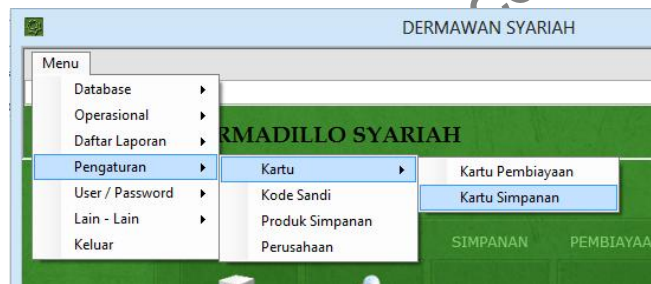 DERMAWAN SYARIAH
Menu
Database
Operasional
Daftar Laporan
RMADILLO SYARIAH
Pengaturan
Kartu
Kartu Pembiayaan
User / Password
Kode Sandi
Kartu Simpanan
Lain - Lain
Produk Simpanan
Keluar
Perusahaan
SIMPANAN
PEMBIAYAA